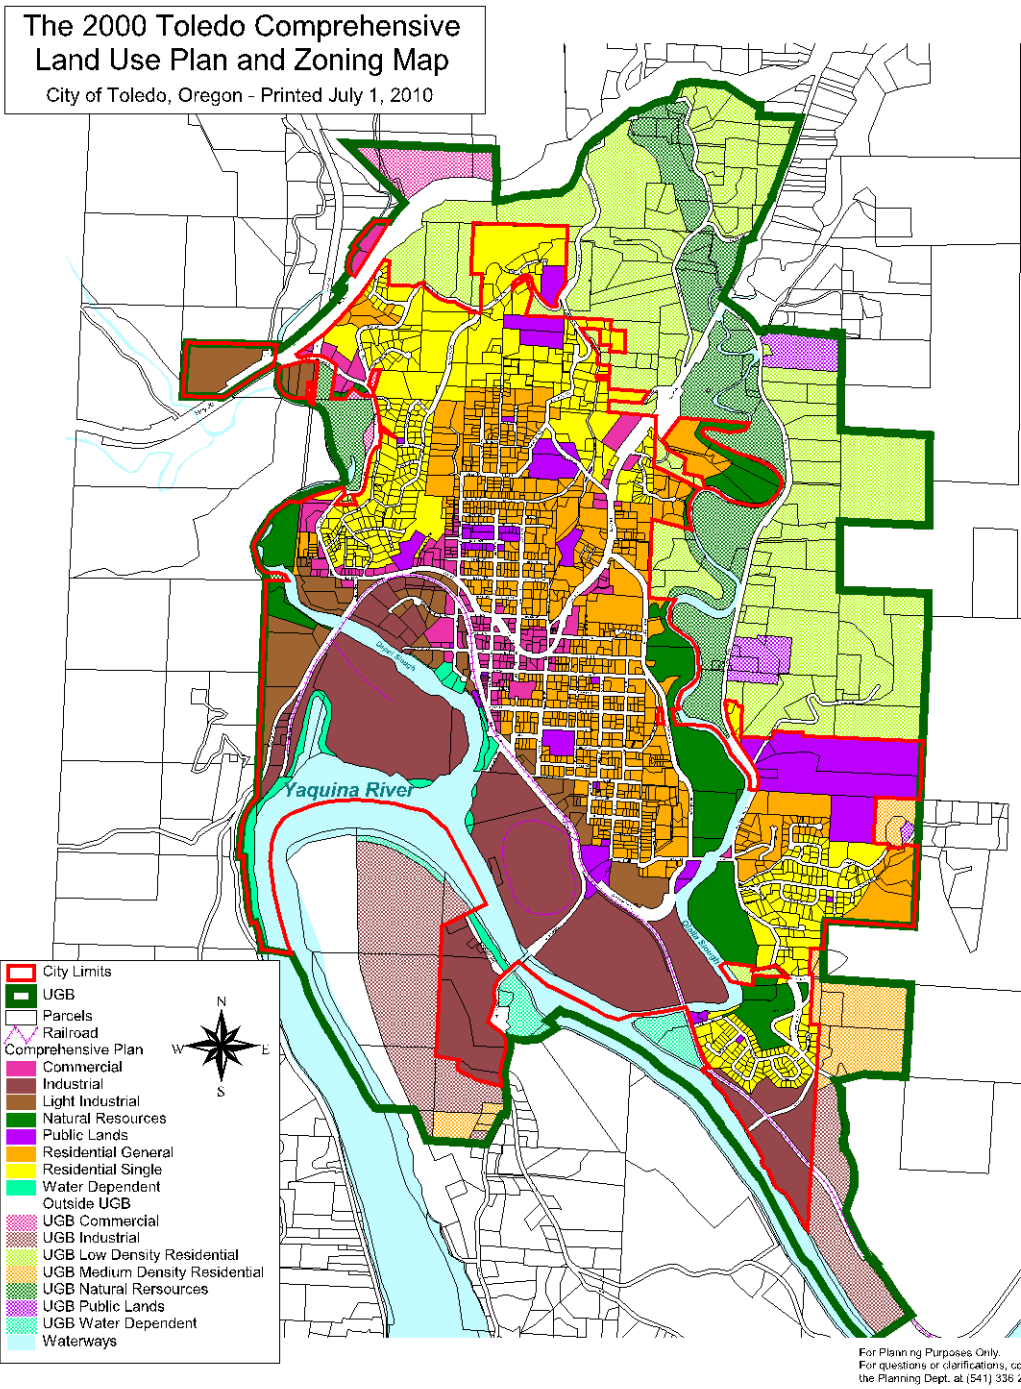 The 2000 Toledo Comprehensive
Land Use Plan and Zoning Map
City of Toledo, Oregon - Printed July 1, 2010
Depot Slough
Yaquina River
Olalla Slough
City Limits
UGB
Parcels
Railroad
Comprehensive Plan
Commercial
Industrial
Light Industrial
Natural Resources
Public Lands
Residential General
Residential Single
Water Dependent
Outside UGB
UGB Commercial
UGB Industrial
UGB Low Density Residential
UGB Medium Density Residential
UGB Natural Rersources
UGB Public Lands
UGB Water Dependent
Waterways
N
W E
S
For Planning Purposes Only.
For questions or clarifications, co
the Planning Dept. at (541) 336 2